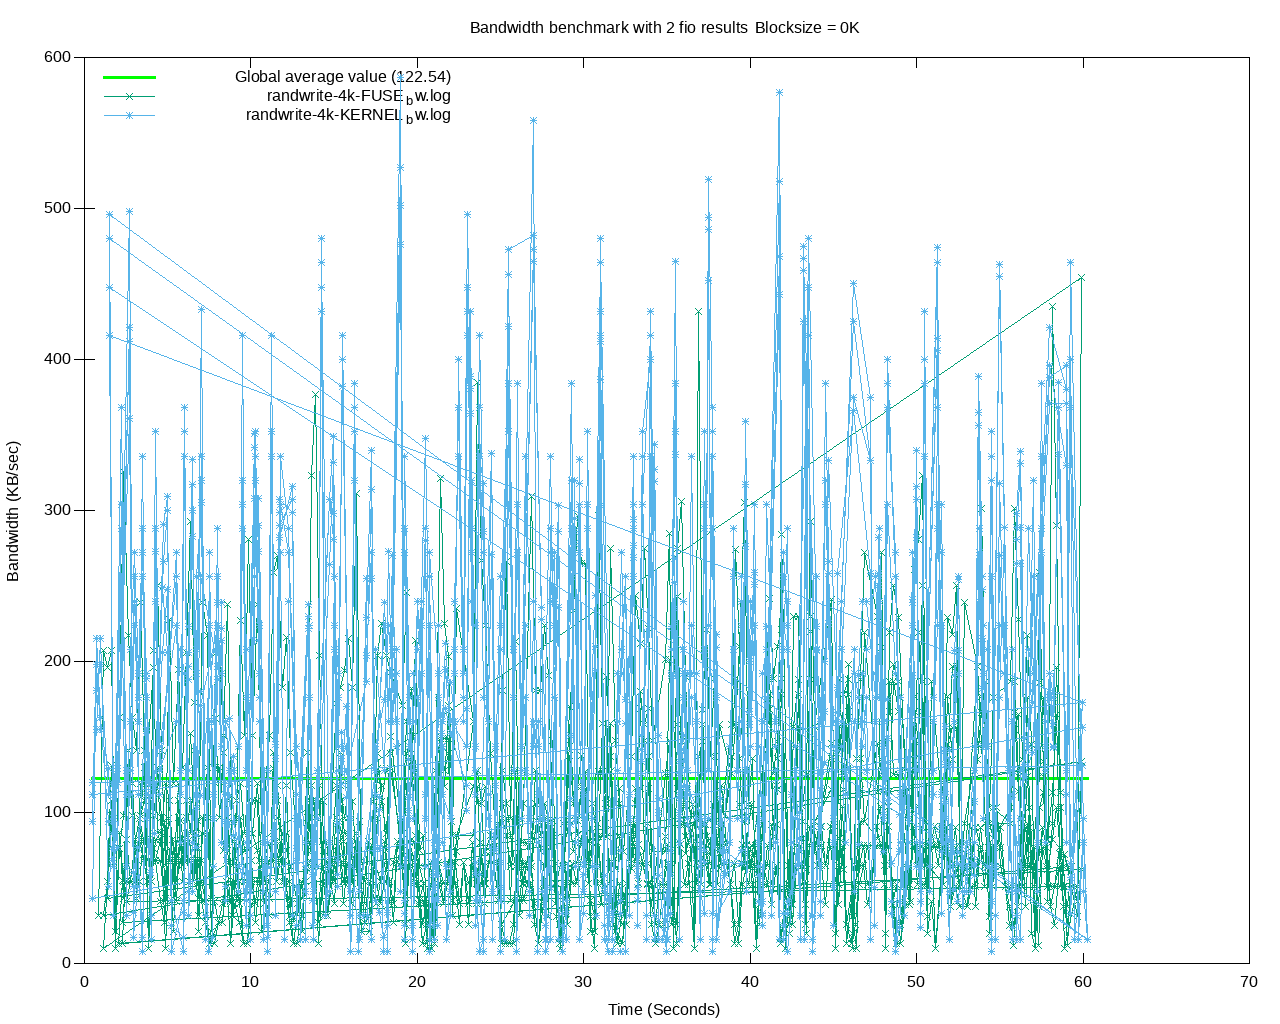 Bandwidth benchmark with 2 fio results Blocksize = 0K
600
500
400
300
200
100
0
Bandwidth (KB/sec)
Global average value (122.54)
randwrite-4k-FUSE_bw.log
randwrite-4k-KERNEL_bw.log
0 10 20 30 40 50 60 70
Time (Seconds)